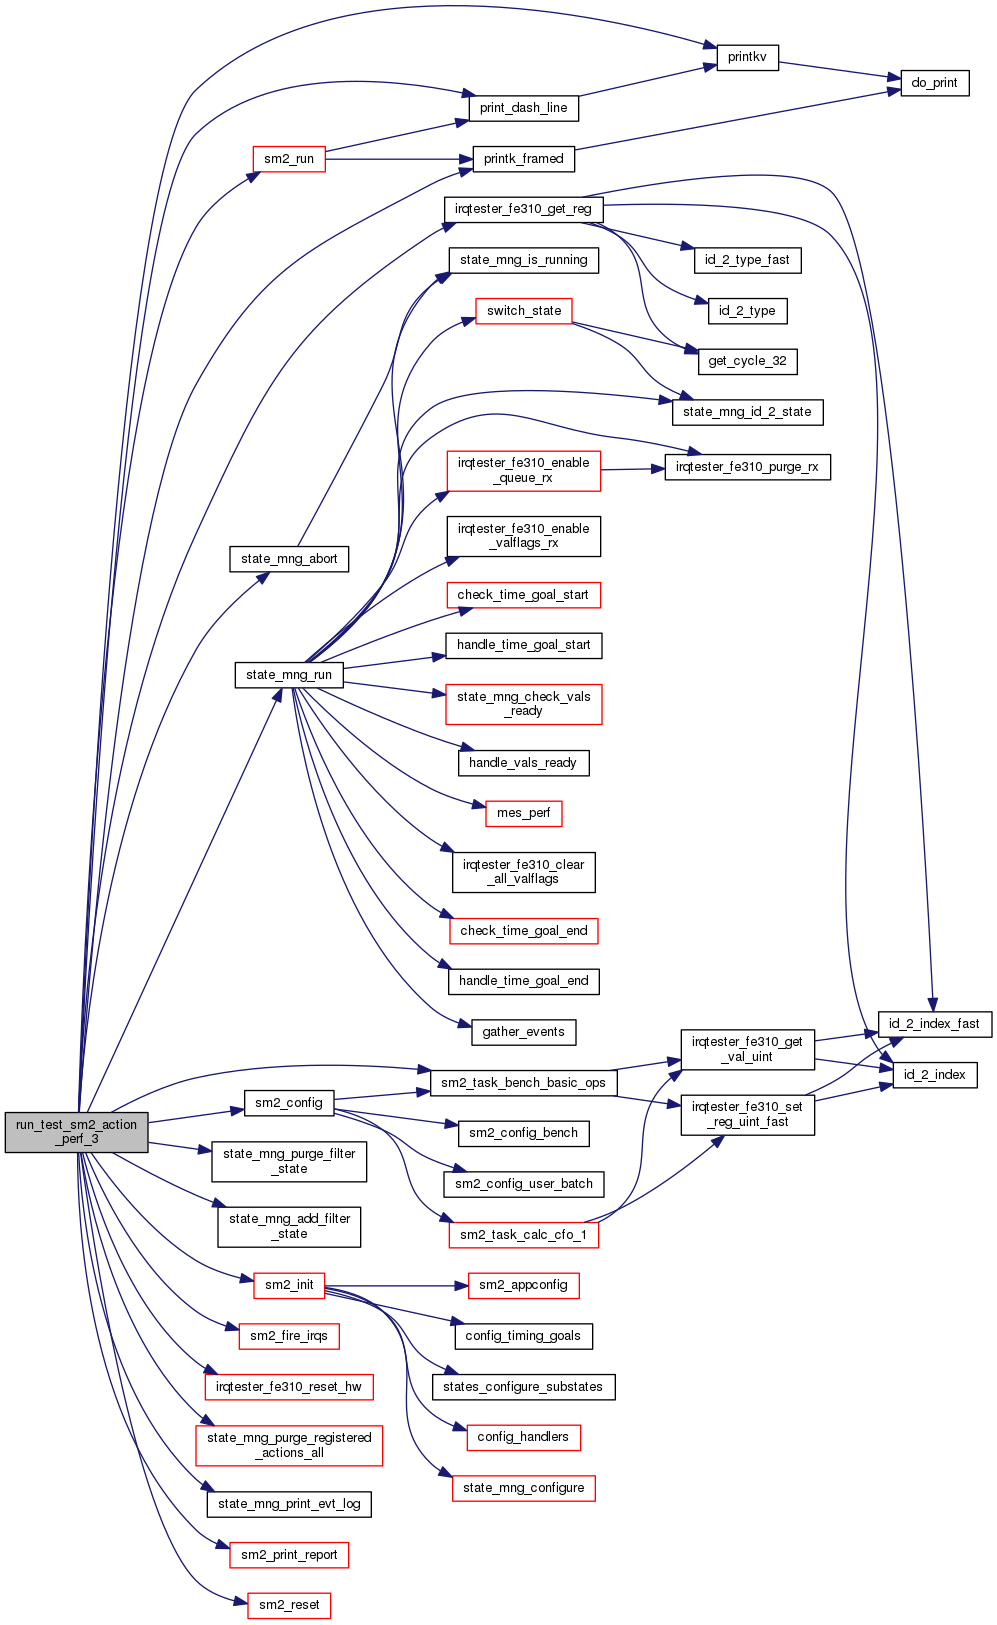 printkv
do_print
print_dash_line
sm2_run
printk_framed
irqtester_fe310_get_reg
state_mng_is_running
id_2_type_fast
switch_state
id_2_type
get_cycle_32
state_mng_id_2_state
irqtester_fe310_enable
_queue_rx
irqtester_fe310_purge_rx
irqtester_fe310_enable
_valflags_rx
state_mng_abort
check_time_goal_start
handle_time_goal_start
state_mng_run
state_mng_check_vals
_ready
handle_vals_ready
mes_perf
irqtester_fe310_clear
_all_valflags
check_time_goal_end
handle_time_goal_end
gather_events
id_2_index_fast
irqtester_fe310_get
_val_uint
id_2_index
sm2_task_bench_basic_ops
sm2_config
irqtester_fe310_set
_reg_uint_fast
run_test_sm2_action
_perf_3
sm2_config_bench
state_mng_purge_filter
_state
sm2_config_user_batch
state_mng_add_filter
_state
sm2_task_calc_cfo_1
sm2_init
sm2_appconfig
sm2_fire_irqs
config_timing_goals
irqtester_fe310_reset_hw
states_configure_substates
state_mng_purge_registered
_actions_all
config_handlers
state_mng_configure
state_mng_print_evt_log
sm2_print_report
sm2_reset